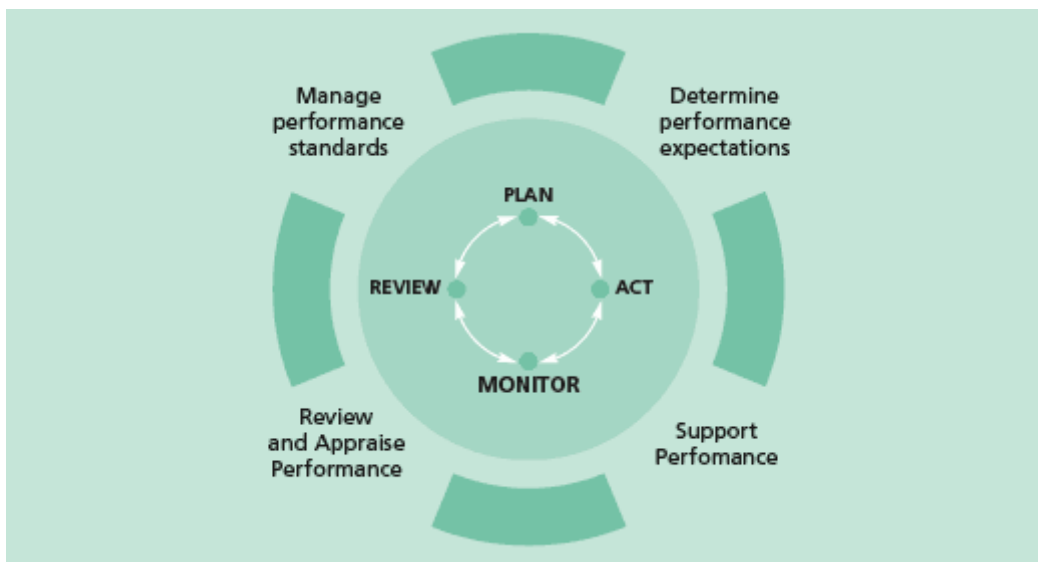 Manage
performance
standards
Determine
performance
expectations
PLAN
REVIEW
ACT
MONITOR
Review
and Appraise
Performance
Support
Perfomance